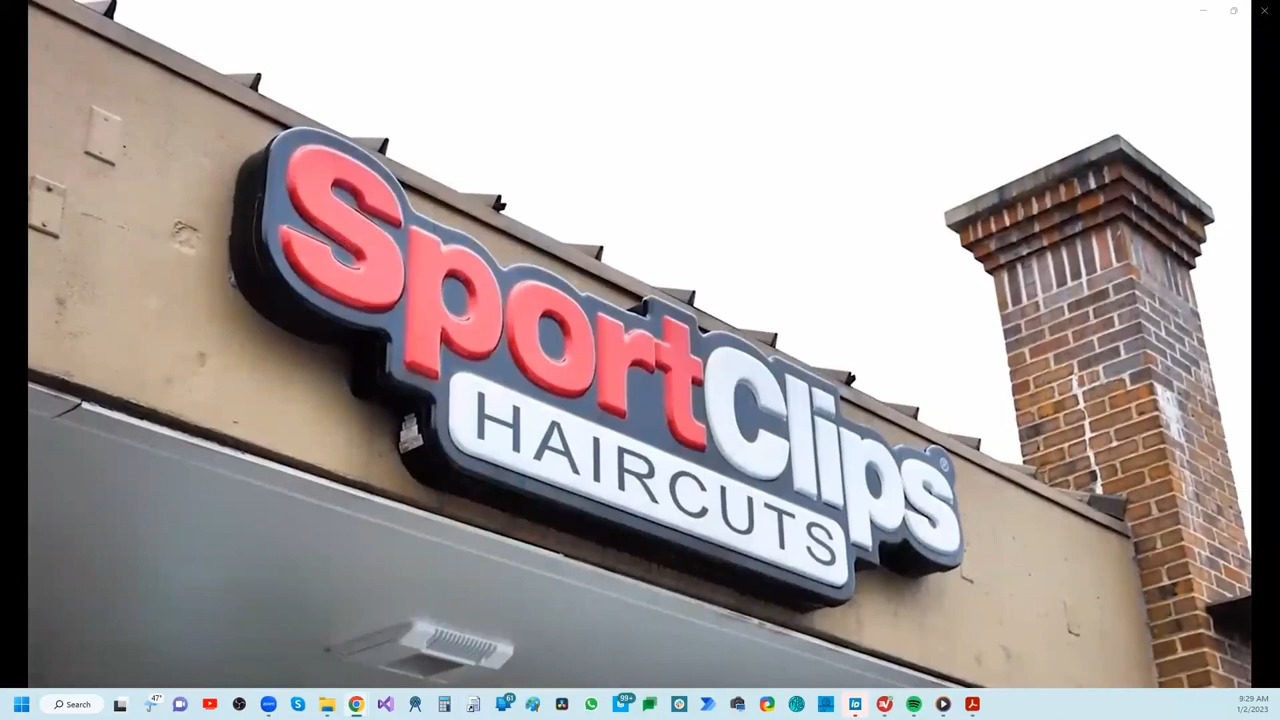 SportClips®
HAIRCUTS
47°
Search
61
99+
9:29 AM
1/2/2023